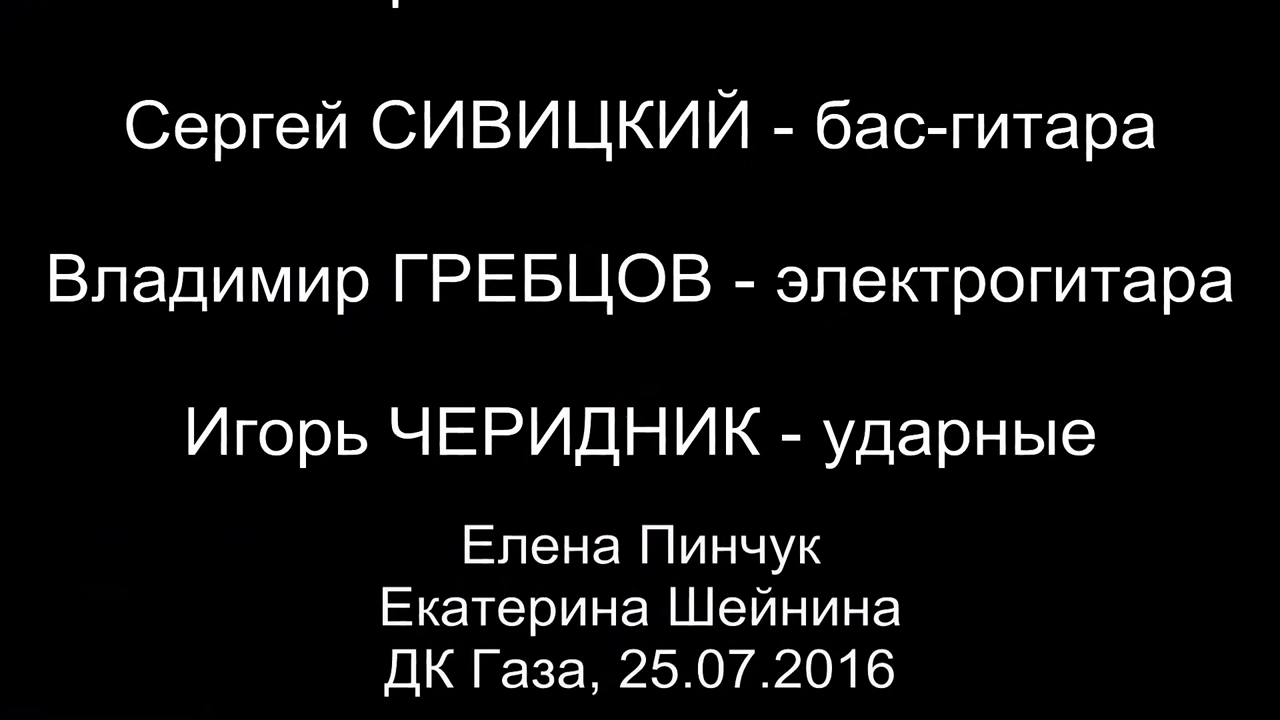 Сергей СИВИЦКИЙ - бас-гитара
Владимир ГРЕБЦОВ - электрогитара
Игорь ЧЕРИДНИК - ударные
Елена Пинчук
Екатерина Шейнина
ДК Газа, 25.07.2016